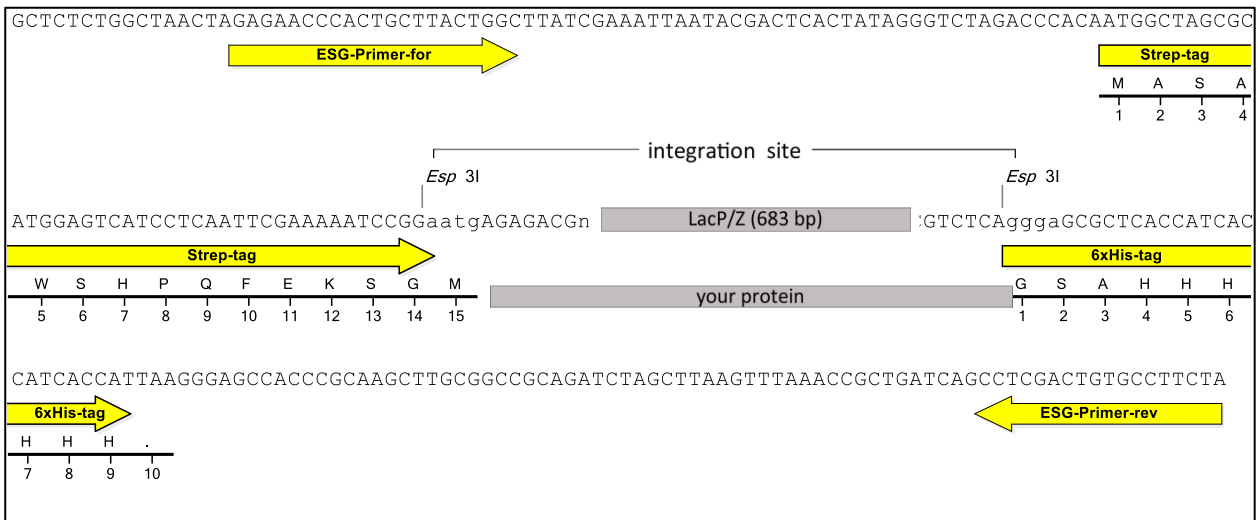 GCTCTCTGGCTAACTAGAGAACCCACTGCTTACTGGCTTATCGAAATTAATACGACTCACTATAGGGTCTAGACCCACAATGGCTAGCGC
ESG-Primer-for
Strep-tag
M A S A
1 2 3 4
integration site
Esp 3I
Esp 3I
ATGGAGTCATCCTCAATTCGAAAAATCCGGaatgAGAGACGn
LacP/Z (683 bp)
GTCTCAgggaGCGCTCACCATCAC
Strep-tag
6xHis-tag
W S H P Q F E K S G M
5 6 7 8 9 10 11 12 13 14 15
your protein
G S A H H H
1 2 3 4 5 6
CATCACCATTAAGGGAGCCACCCGCAAGCTTGCGGCCGCAGATCTAGCTTAAGTTTAAACCGCTGATCAGCCTCGACTGTGCCTTCTA
6xHis-tag
ESG-Primer-rev
H H H .
7 8 9 10